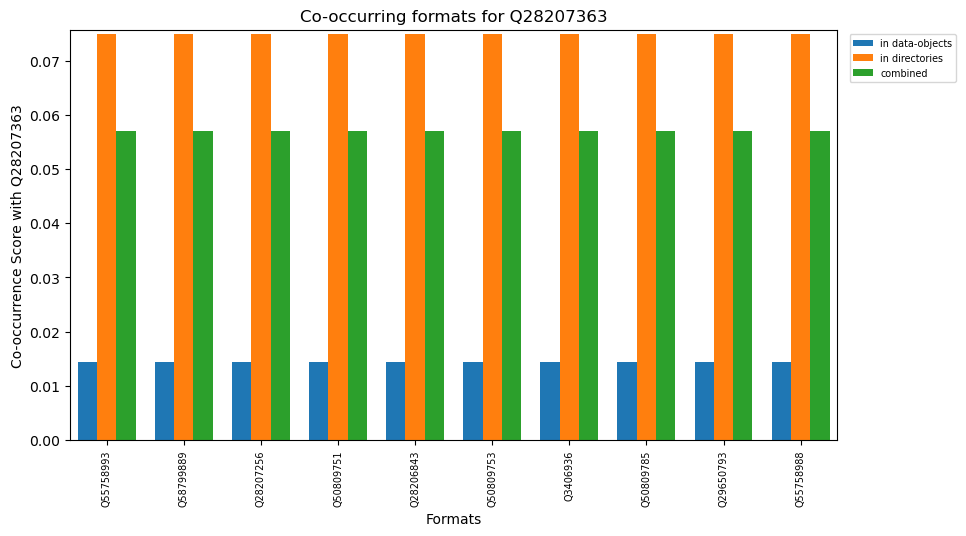 Co-occurring formats for Q28207363
in data-objects
in directories
combined
Co-occurrence Score with Q28207363
0.07
0.06
0.05
0.04
0.03
0.02
0.01
0.00
Q55758993
Q58799889
Q28207256
Q50809751
Q28206843
Q50809753
Q3406936
Q50809785
Q29650793
Q55758988
Formats